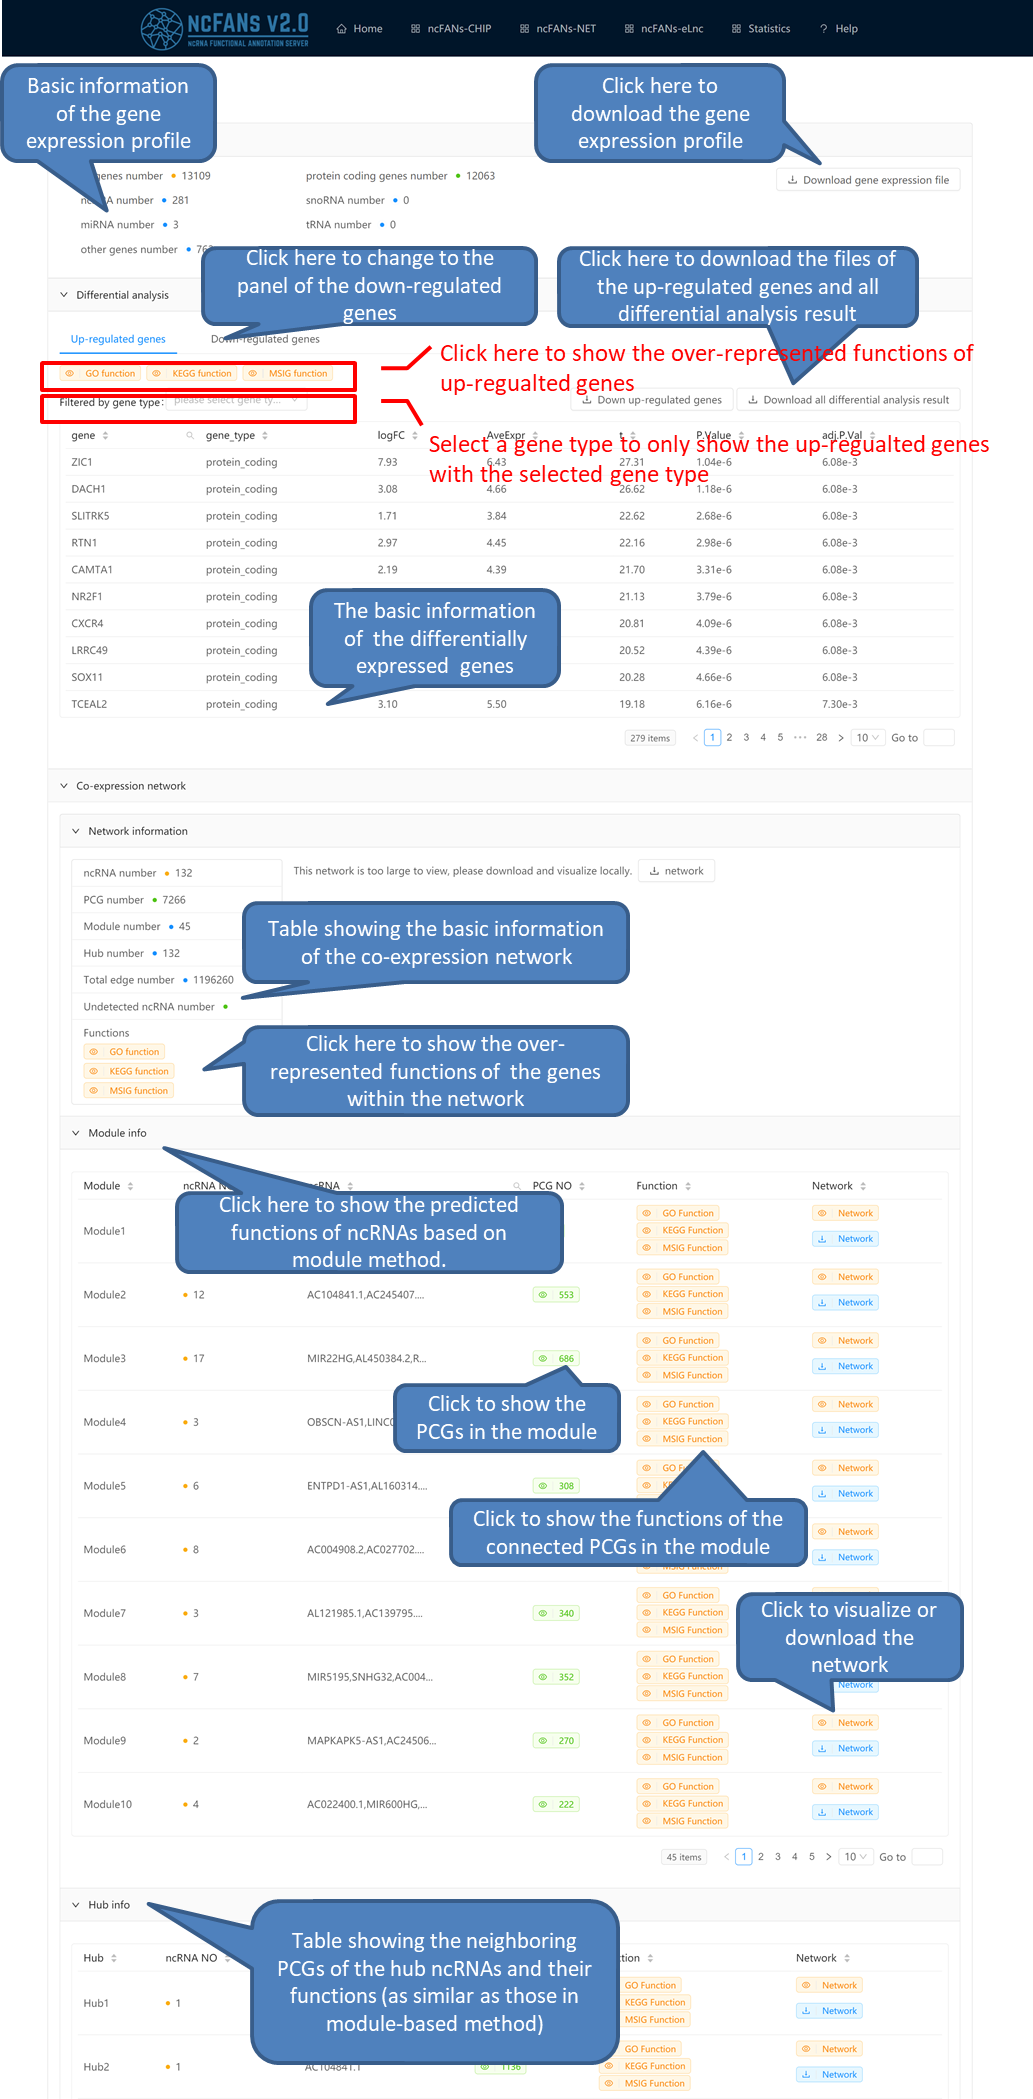 NCFANS V2.0
NCRNA FUNCTIONAL ANNOTATION SERVER
Home
ncFANs-CHIP
ncFANs-NET
ncFANs-eLnc
Statistics
? Help
Basic information
of the gene
expression profile
Click here to
download the gene
expression profile
genes number 13109
protein coding genes number 12063
Download gene expression file
number 281
snoRNA number 0
miRNA number 3
tRNA number 0
other genes number
Click here to change to the
panel of the down-regulated
genes
Click here to download the files of
the up-regulated genes and all
differential analysis result
Differential analysis
Up-regulated genes
Down-regulated genes
Click here to show the over-represented functions of
up-regualted genes
GO function
KEGG function
MSIG function
Filtered by gene type:
please select gene ty...
Down up-regulated genes
Download all differential analysis result
Select a gene type to only show the up-regualted genes
with the selected gene type
gene gene_type logFC AveExpr t P.Value adj.P.Val
ZIC1 protein_coding 7.93 6.43 27.31 1.04e-6 6.08e-3
DACH1 protein_coding 3.08 4.66 26.62 1.18e-6 6.08e-3
SLITRK5 protein_coding 1.71 3.84 22.62 2.68e-6 6.08e-3
RTN1 protein_coding 2.97 4.45 22.16 2.98e-6 6.08e-3
CAMTA1 protein_coding 2.19 4.39 21.70 3.31e-6 6.08e-3
NR2F1 protein_coding 21.13 3.79e-6 6.08e-3
CXCR4 protein_coding 20.81 4.09e-6 6.08e-3
LRRC49 protein_coding 20.52 4.39e-6 6.08e-3
SOX11 protein_coding 20.28 4.66e-6 6.08e-3
TCEAL2 protein_coding 3.10 5.50 19.18 6.16e-6 7.30e-3
The basic information
of the differentially
expressed genes
279 items < 1 2 3 4 5 ··· 28 > 10 Go to
Co-expression network
Network information
ncRNA number 132
This network is too large to view, please download and visualize locally.
network
PCG number 7266
Module number 45
Hub number 132
Total edge number 1196260
Undetected ncRNA number
Functions
GO function
KEGG function
MSIG function
Table showing the basic information
of the co-expression network
Click here to show the over-
represented functions of the genes
within the network
Module info
Module PCG NO Function Network
Click here to show the predicted
functions of ncRNAs based on
module method.
Module1
GO Function
KEGG Function
MSIG Function
Network
Network
Module2 12 AC104841.1,AC245407.... 553
GO Function
KEGG Function
MSIG Function
Network
Network
Module3 17 MIR22HG,AL450384.2,R... 686
GO Function
KEGG Function
MSIG Function
Network
Network
Click to show the
PCGs in the module
Module4 3
GO Function
KEGG Function
MSIG Function
Network
Network
Module5 6 ENTPD1-AS1,AL160314.... 308
Network
Network
Click to show the functions of the
connected PCGs in the module
Module6 8 AC004908.2,AC027702....
MSIG Function
Network
Network
Module7 3 AL121985.1,AC139795.... 340
GO Function
KEGG Function
MSIG Function
Click to visualize or
download the
network
Module8 7 MIR5195,SNHG32,AC004... 352
GO Function
KEGG Function
MSIG Function
Network
Module9 2 MAPKAPK5-AS1,AC24506... 270
GO Function
KEGG Function
MSIG Function
Network
Network
Module10 4 AC022400.1,MIR600HG,... 222
GO Function
KEGG Function
MSIG Function
Network
Network
45 items < 1 2 3 4 5 > 10 Go to
Hub info
Table showing the neighboring
PCGs of the hub ncRNAs and their
functions (as similar as those in
module-based method)
Hub ncRNA NO Network
Hub1 1
GO Function
KEGG Function
MSIG Function
Network
Network
Hub2 1 AC104841.1 1136
GO Function
KEGG Function
MSIG Function
Network
Network